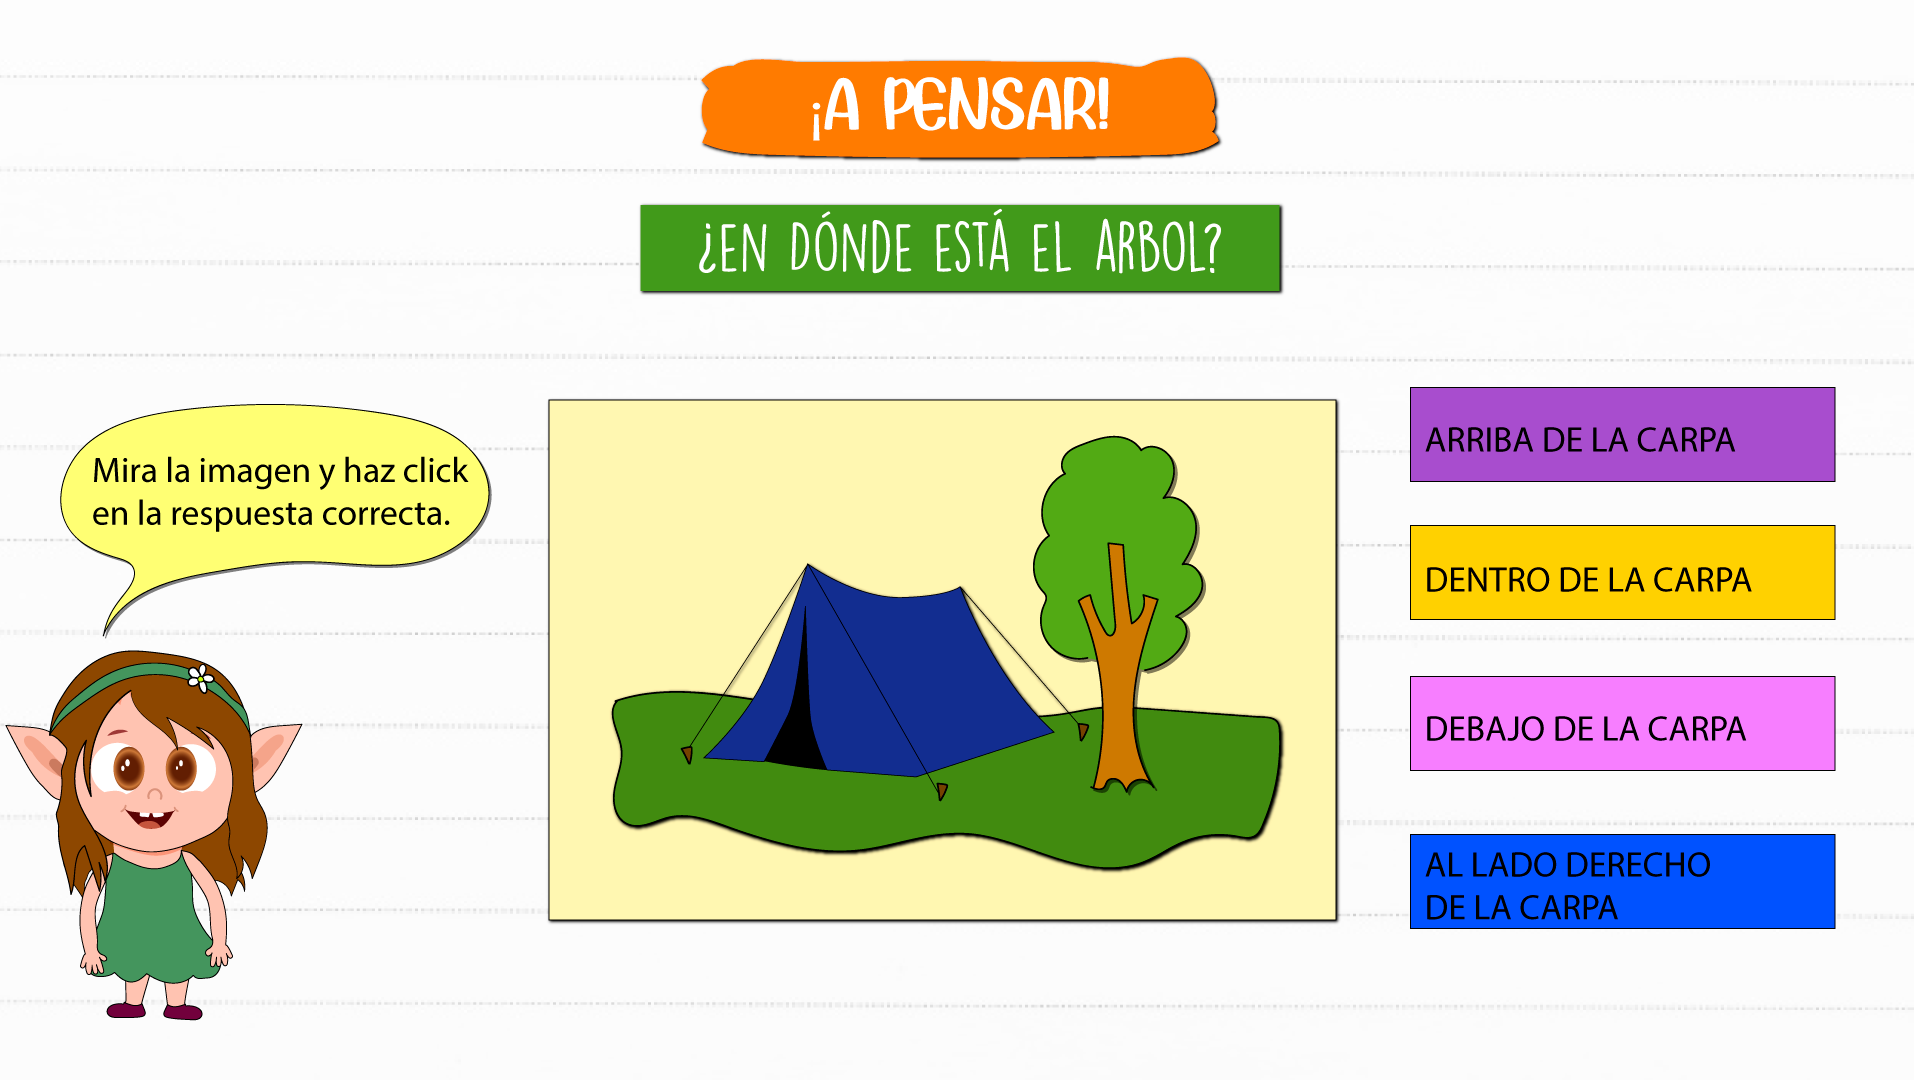 ¡A PENSAR!
¿EN DÓNDE ESTÁ EL ARBOL?
Mira la imagen y haz click
en la respuesta correcta.
ARRIBA DE LA CARPA
DENTRO DE LA CARPA
DEBAJO DE LA CARPA
AL LADO DERECHO
DE LA CARPA